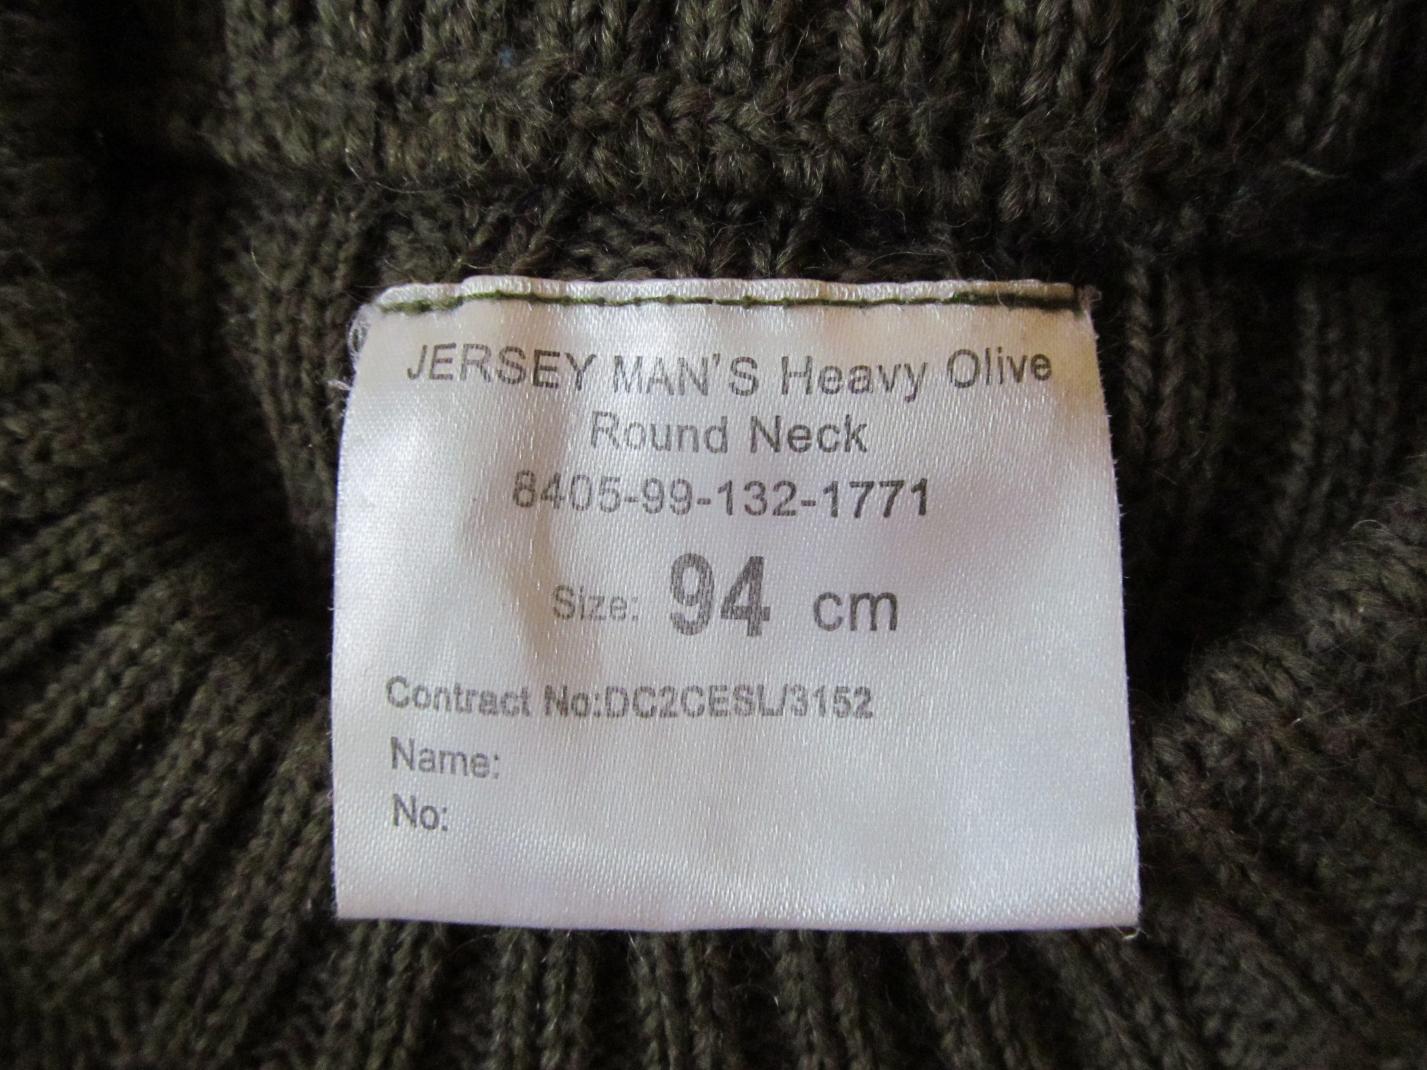 JERSEY MAN'S Heavy Olive
Round Neck
8405-99-132-1771
Size: 94 cm
Contract No:DC2CESL/3152
Name:
No: